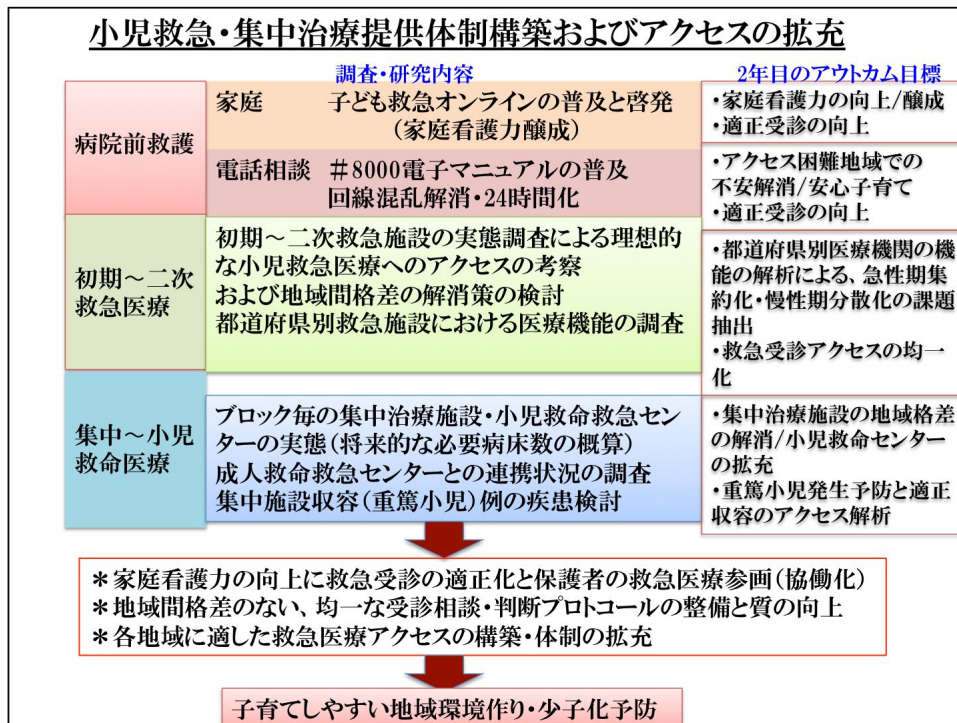 小児救急・集中治療提供体制構築およびアクセスの拡充
調査・研究内容
2年目のアウトカム目標
病院前救護
家庭 子ども救急オンラインの普及と啓発
(家庭看護力醸成)
・家庭看護力の向上/醸成
・適正受診の向上
電話相談 #8000電子マニュアルの普及
回線混乱解消・24時間化
・アクセス困難地域での
不安解消/安心子育て
・適正受診の向上
初期～二次
救急医療
初期～二次救急施設の実態調査による理想的
な小児救急医療へのアクセスの考察
および地域間格差の解消策の検討
都道府県別救急施設における医療機能の調査
・都道府県別医療機関の機
能の解析による、急性期集
約化・慢性期分散化の課題
抽出
・救急受診アクセスの均一
化
集中～小児
救命医療
ブロック毎の集中治療施設・小児救命救急セン
ターの実態(将来的な必要病床数の概算)
成人救命救急センターとの連携状況の調査
集中施設収容(重篤小児)例の疾患検討
・集中治療施設の地域格差
の解消/小児救命センター
の拡充
・重篤小児発生予防と適正
収容のアクセス解析
＊家庭看護力の向上に救急受診の適正化と保護者の救急医療参画(協働化)
＊地域間格差のない、均一な受診相談・判断プロトコールの整備と質の向上
＊各地域に適した救急医療アクセスの構築・体制の拡充
子育てしやすい地域環境作り・少子化予防